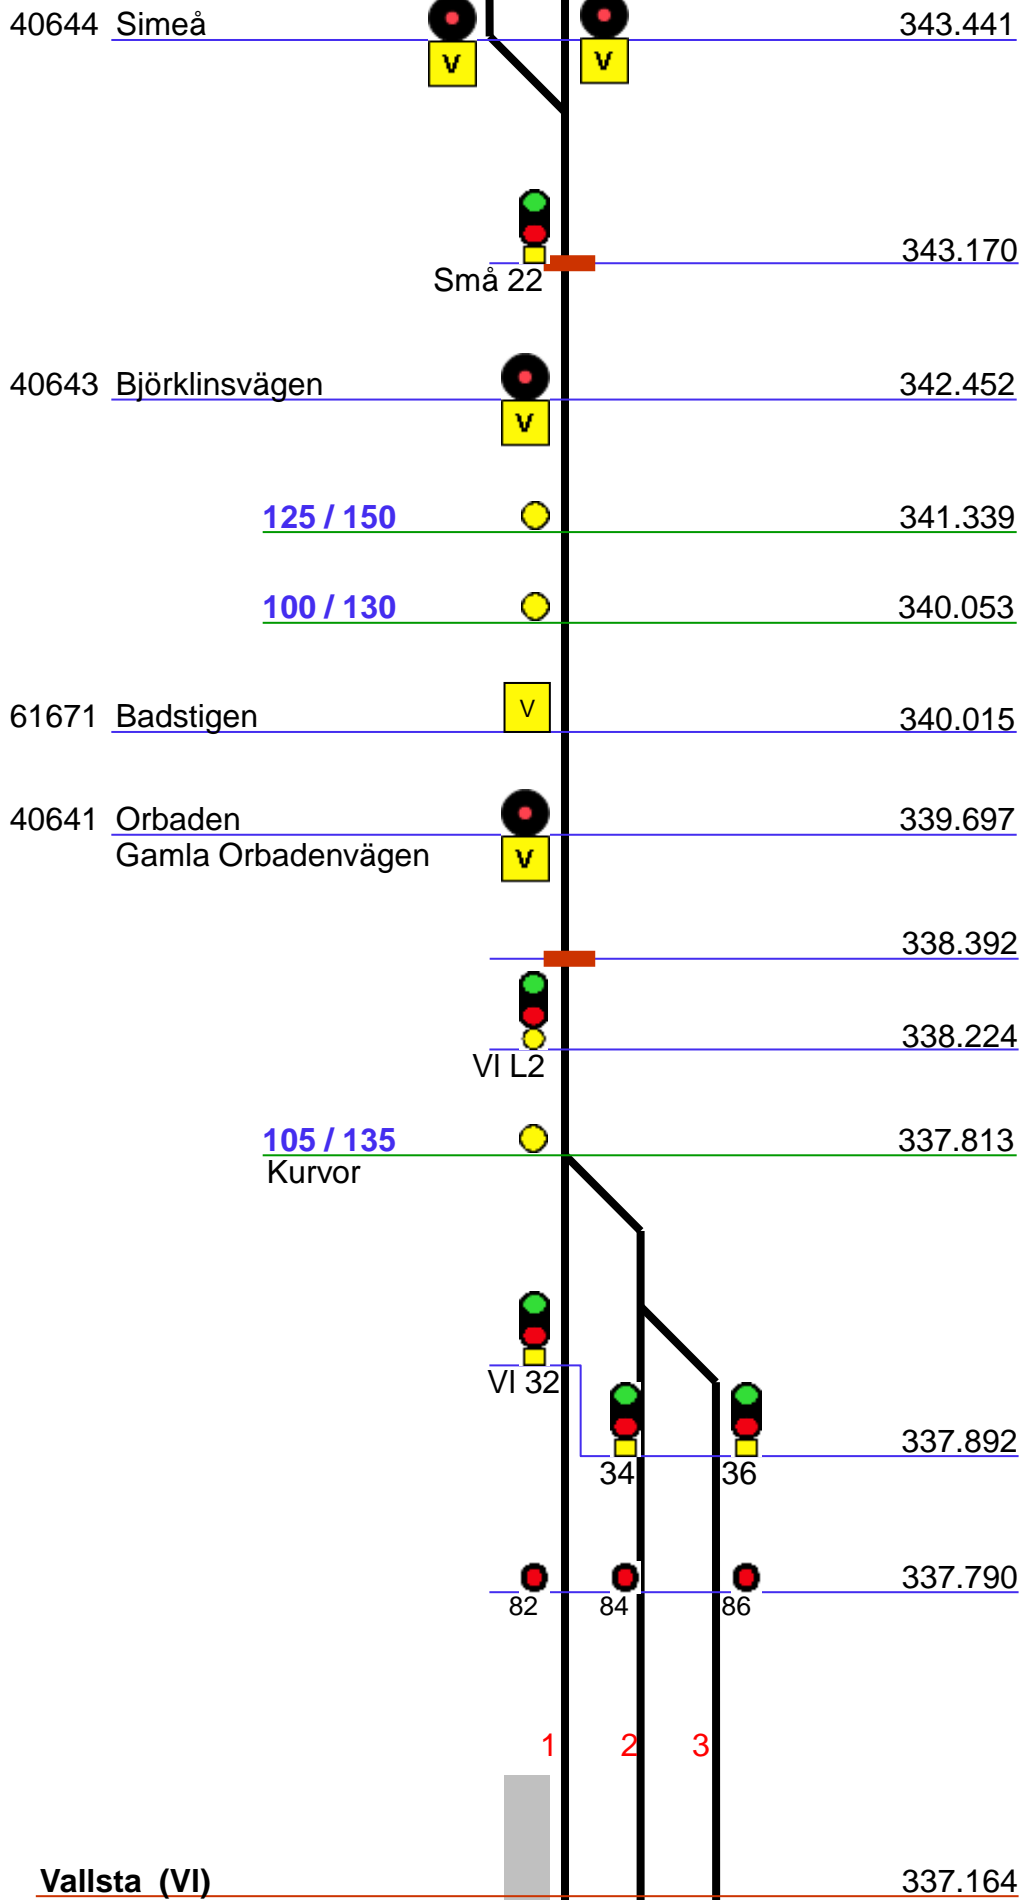 40644 Simeå 343.441
V V
343.170
Små 22
40643 Björklinsvägen 342.452
V
125 / 150 341.339
100 / 130 340.053
61671 Badstigen V 340.015
40641 Orbaden 339.697
Gamla Orbadenvägen V
338.392
338.224
Vl L2
105 / 135 337.813
Kurvor
Vl 32
337.892
34 36
337.790
82 84 86
1 2 3
Vallsta (Vl) 337.164